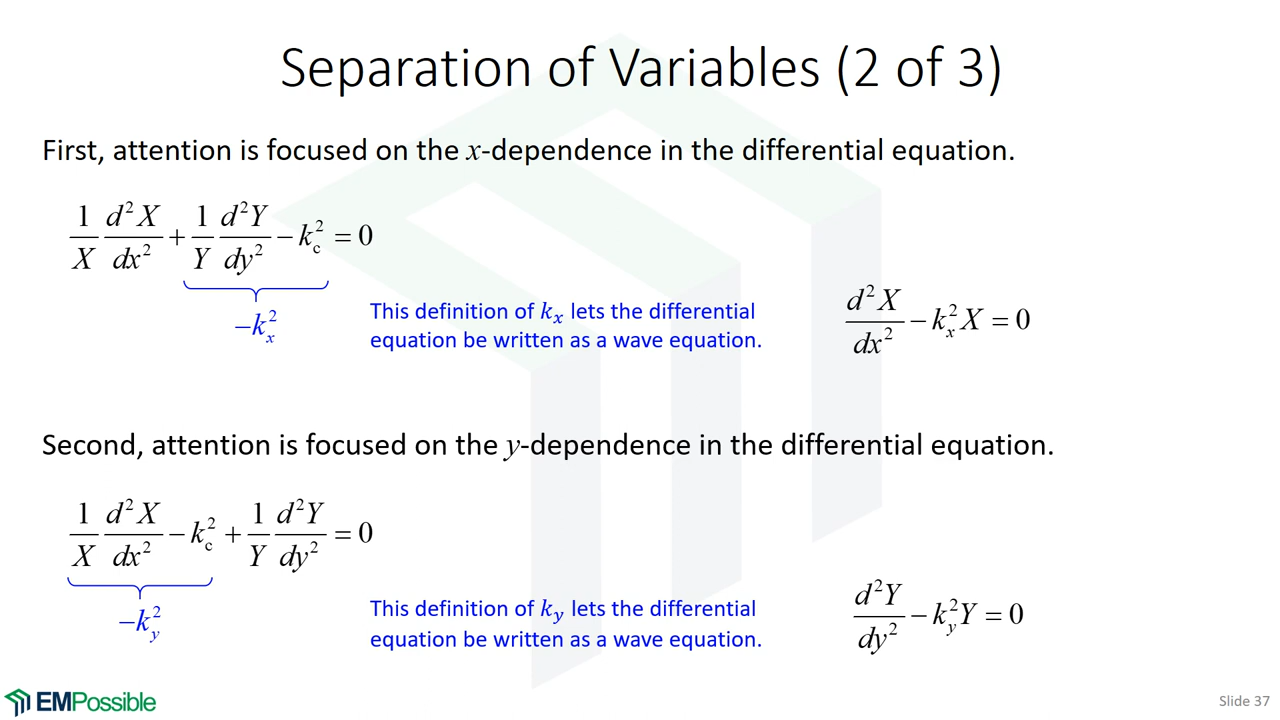 Separation of Variables (2 of 3)
First, attention is focused on the x-dependence in the differential equation.
1/X d²X/dx² + 1/Y d²Y/dy² − k_c² = 0
−k_x²
This definition of k_x lets the differential
equation be written as a wave equation.
d²X/dx² − k_x² X = 0
Second, attention is focused on the y-dependence in the differential equation.
1/X d²X/dx² − k_c² + 1/Y d²Y/dy² = 0
−k_y²
This definition of k_y lets the differential
equation be written as a wave equation.
d²Y/dy² − k_y² Y = 0
EMPossible
Slide 37